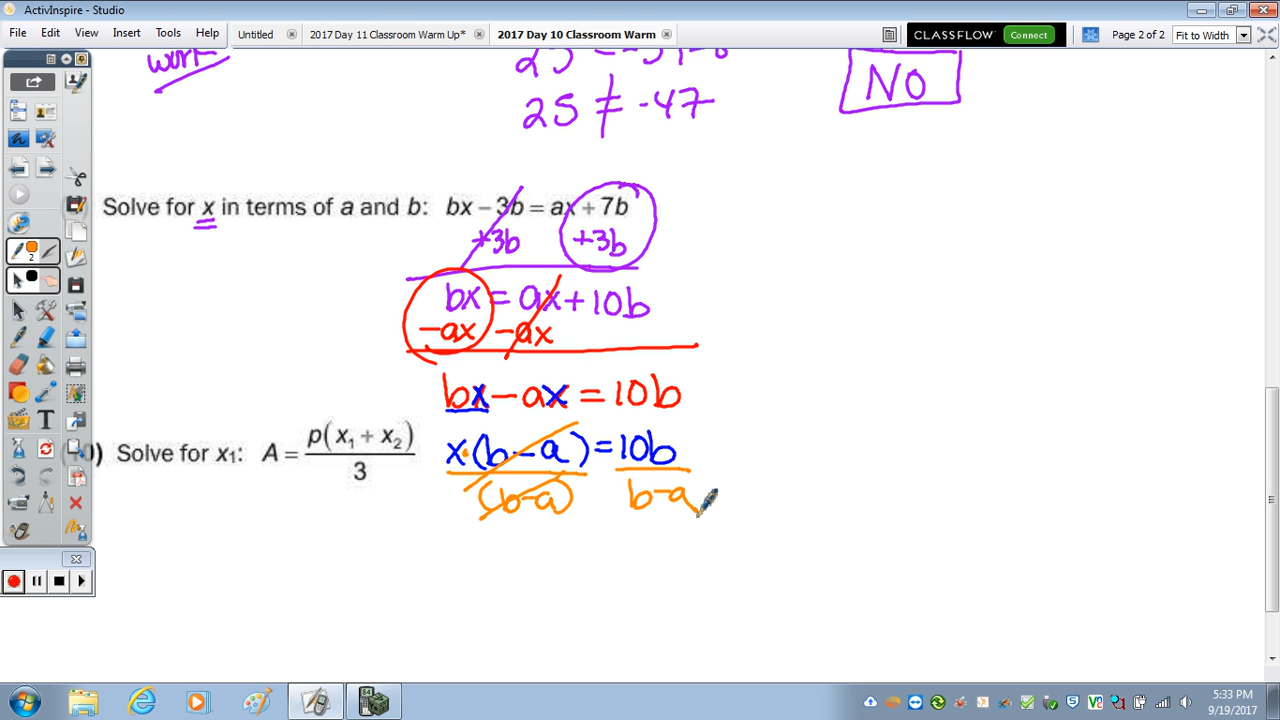 ActivInspire - Studio
File Edit View Insert Tools Help Untitled 2017 Day 11 Classroom Warm Up* 2017 Day 10 Classroom Warm CLASSFLOW Connect Page 2 of 2 Fit to Width
work
25 ≠ -47
NO
Solve for x in terms of a and b: bx - 3b = ax + 7b
+3b +3b
bx = ax + 10b
-ax -ax
bx - ax = 10b
x·(b-a) = 10b
(b-a) b-a
0) Solve for x₁: A = p(x₁ + x₂) / 3
2
T
84
5:33 PM
9/19/2017